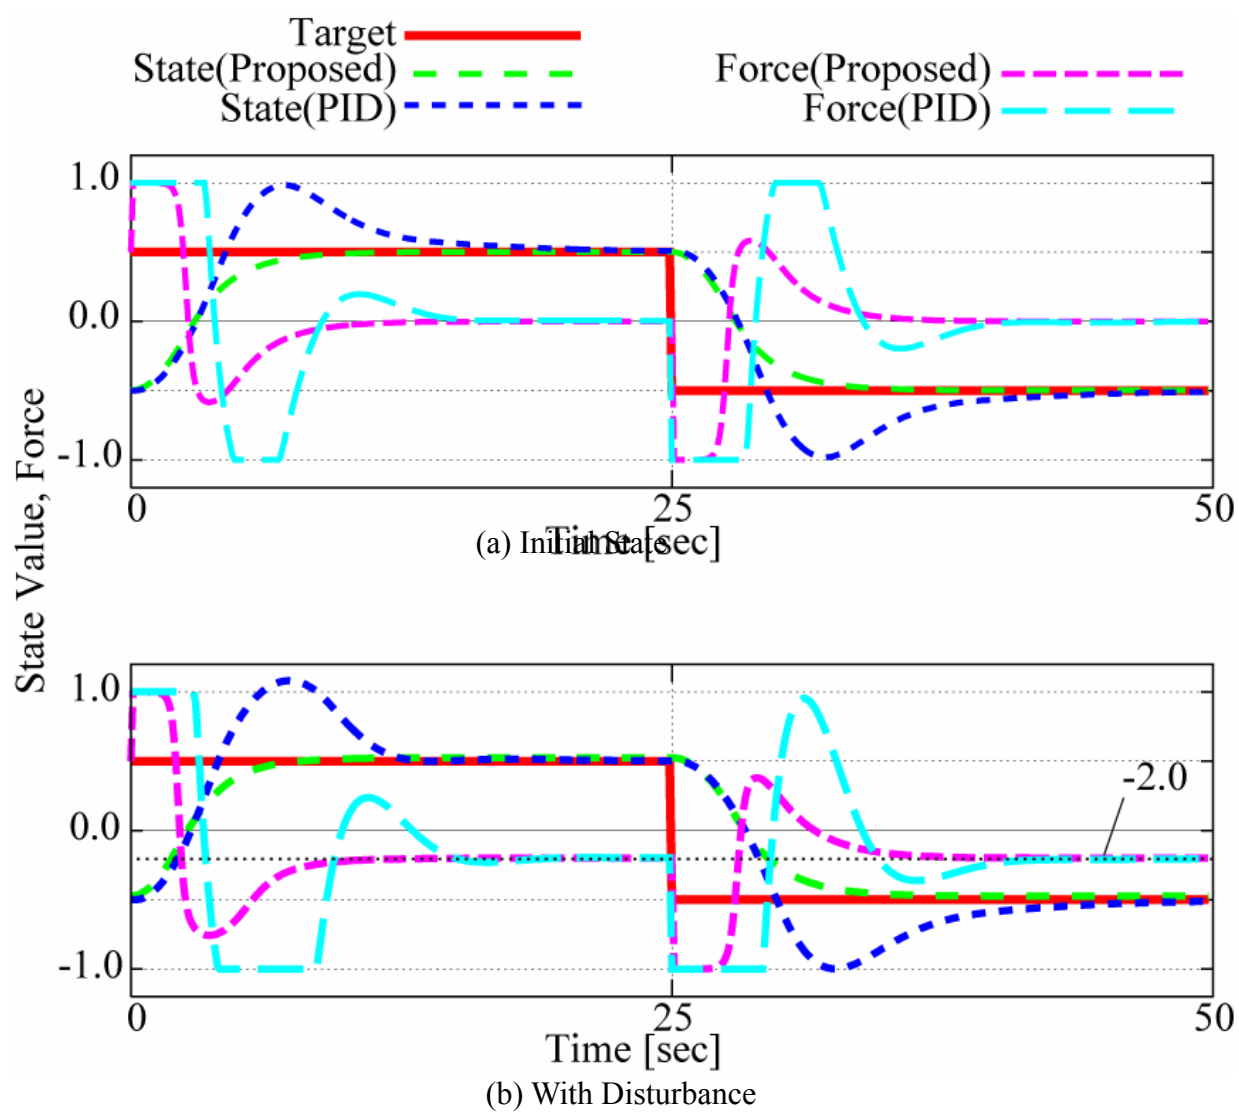 Target
State(Proposed)
State(PID)
Force(Proposed)
Force(PID)
State Value, Force
1.0
0.0
-1.0
0
25
50
Time [sec]
(a) Initial State
1.0
0.0
-1.0
-2.0
0
25
50
Time [sec]
(b) With Disturbance